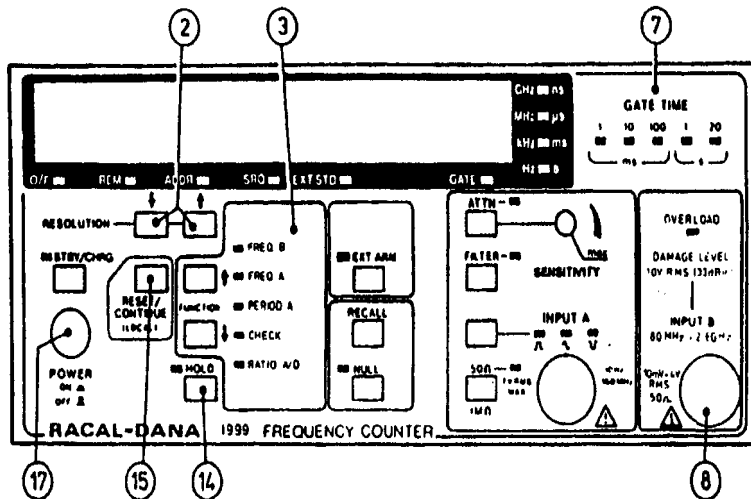 2 3 7
GHz ns
MHz µs
kHz ms
Hz s
O/F REM ADDR SRQ EXT STD GATE
GATE TIME
1 10 100 1 20
ms s
RESOLUTION
STBY/CHRG
RESET/
CONTINUE
(LOCAL)
FUNCTION
HOLD
POWER
ON
OFF
FREQ. B
FREQ A
PERIOD A
CHECK
RATIO A/B
EXT ARM
RECALL
NULL
ATTN
FILTER
max
SENSITIVITY
INPUT A
50Ω
1MΩ
OVERLOAD
DAMAGE LEVEL
INPUT B
80 MHz - 2.6GHz
RMS
50Ω
RACAL-DANA 1999 FREQUENCY COUNTER
17 15 14 8